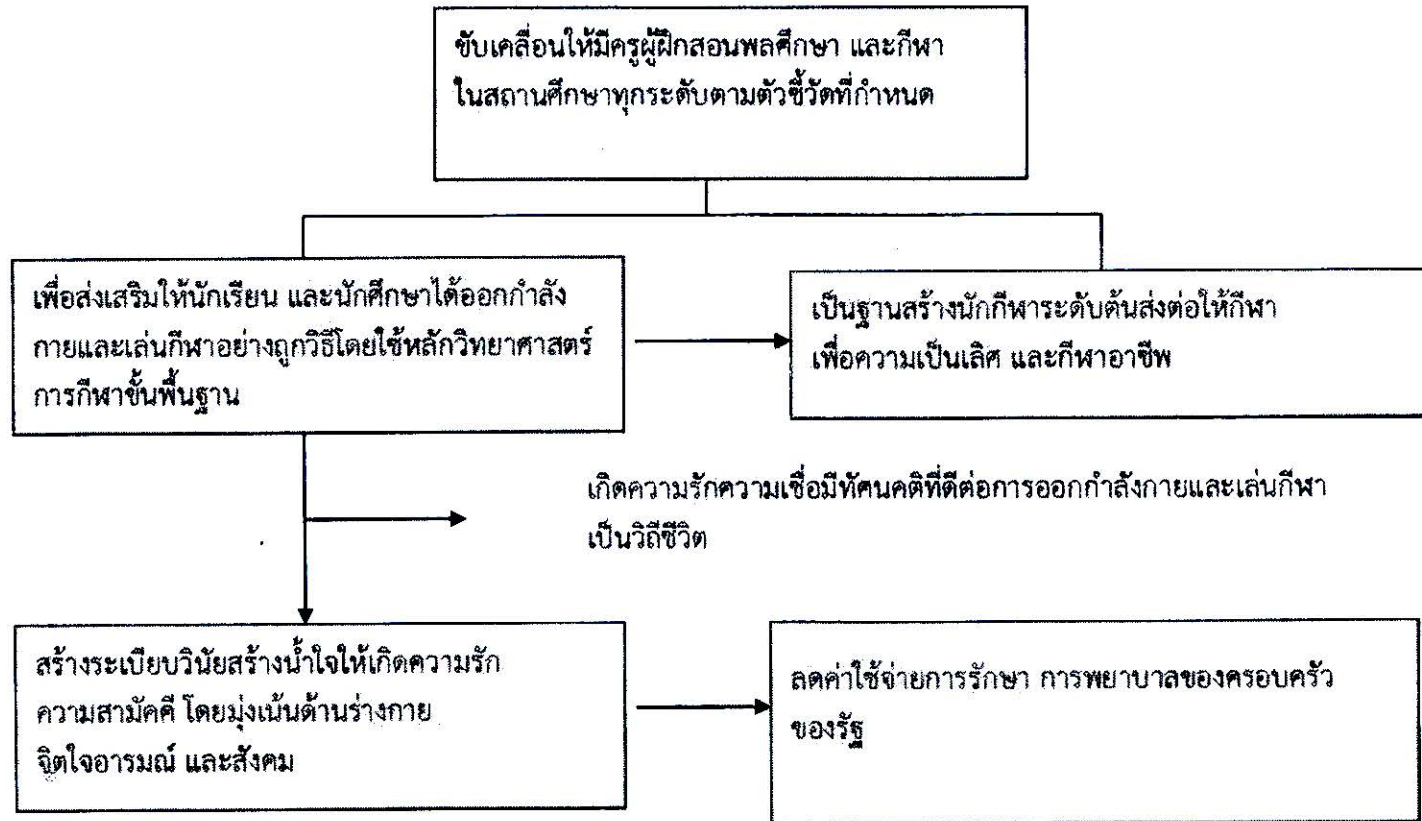 ขับเคลื่อนให้มีครูผู้ฝึกสอนพลศึกษา และกีฬา
ในสถานศึกษาทุกระดับตามตัวชี้วัดที่กำหนด
เพื่อส่งเสริมให้นักเรียน และนักศึกษาได้ออกกำลัง
กายและเล่นกีฬาอย่างถูกวิธีโดยใช้หลักวิทยาศาสตร์
การกีฬาขั้นพื้นฐาน
เป็นฐานสร้างนักกีฬาระดับต้นส่งต่อให้กีฬา
เพื่อความเป็นเลิศ และกีฬาอาชีพ
เกิดความรักความเชื่อมีทัศนคติที่ดีต่อการออกกำลังกายและเล่นกีฬา
เป็นวิถีชีวิต
สร้างระเบียบวินัยสร้างน้ำใจให้เกิดความรัก
ความสามัคคี โดยมุ่งเน้นด้านร่างกาย
จิตใจอารมณ์ และสังคม
ลดค่าใช้จ่ายการรักษา การพยาบาลของครอบครัว
ของรัฐ